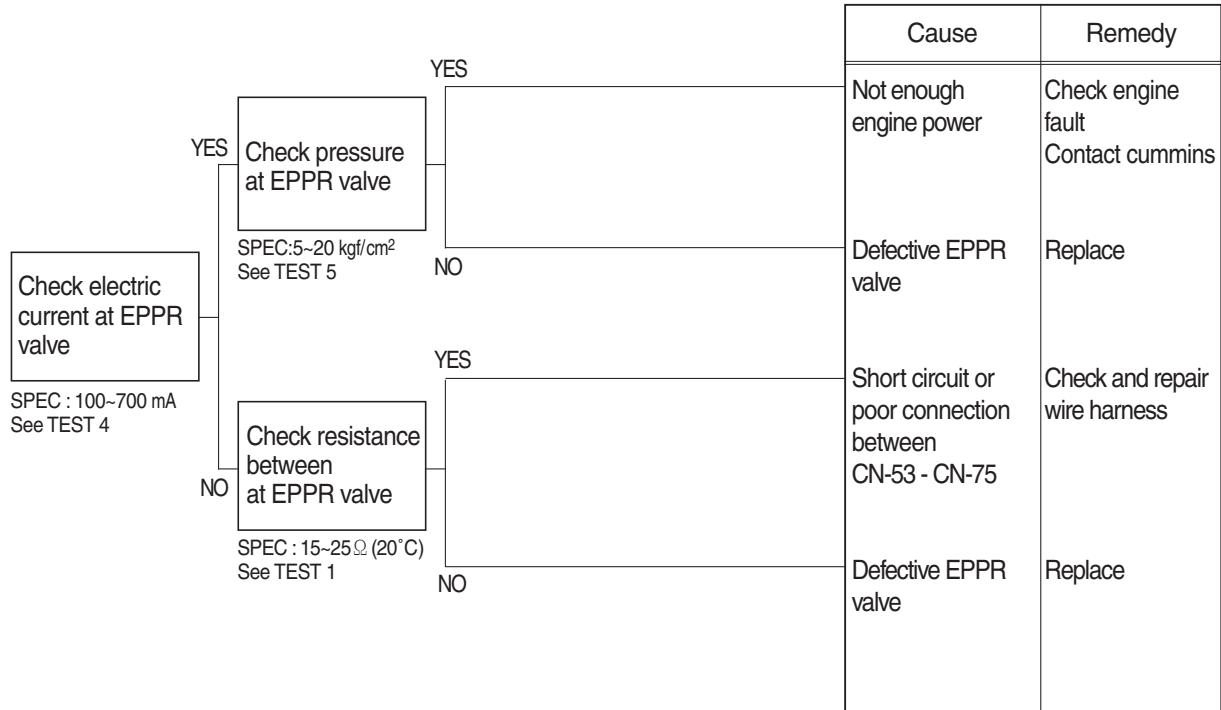 Cause
Remedy
YES
Not enough
engine power
Check engine
fault
Contact cummins
YES
Check pressure
at EPPR valve
SPEC:5~20 kgf/cm²
See TEST 5
NO
Defective EPPR
valve
Replace
Check electric
current at EPPR
valve
SPEC : 100~700 mA
See TEST 4
YES
Short circuit or
poor connection
between
CN-53 - CN-75
Check and repair
wire harness
NO
Check resistance
between
at EPPR valve
SPEC : 15~25Ω (20˚C)
See TEST 1
NO
Defective EPPR
valve
Replace